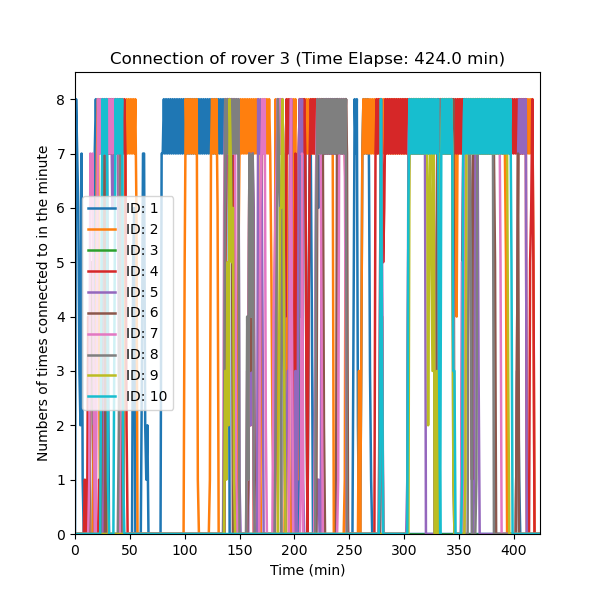 Connection of rover 3 (Time Elapse: 424.0 min)
Numbers of times connected to in the minute
8
7
6
5
4
3
2
1
0
ID: 1
ID: 2
ID: 3
ID: 4
ID: 5
ID: 6
ID: 7
ID: 8
ID: 9
ID: 10
0 50 100 150 200 250 300 350 400
Time (min)